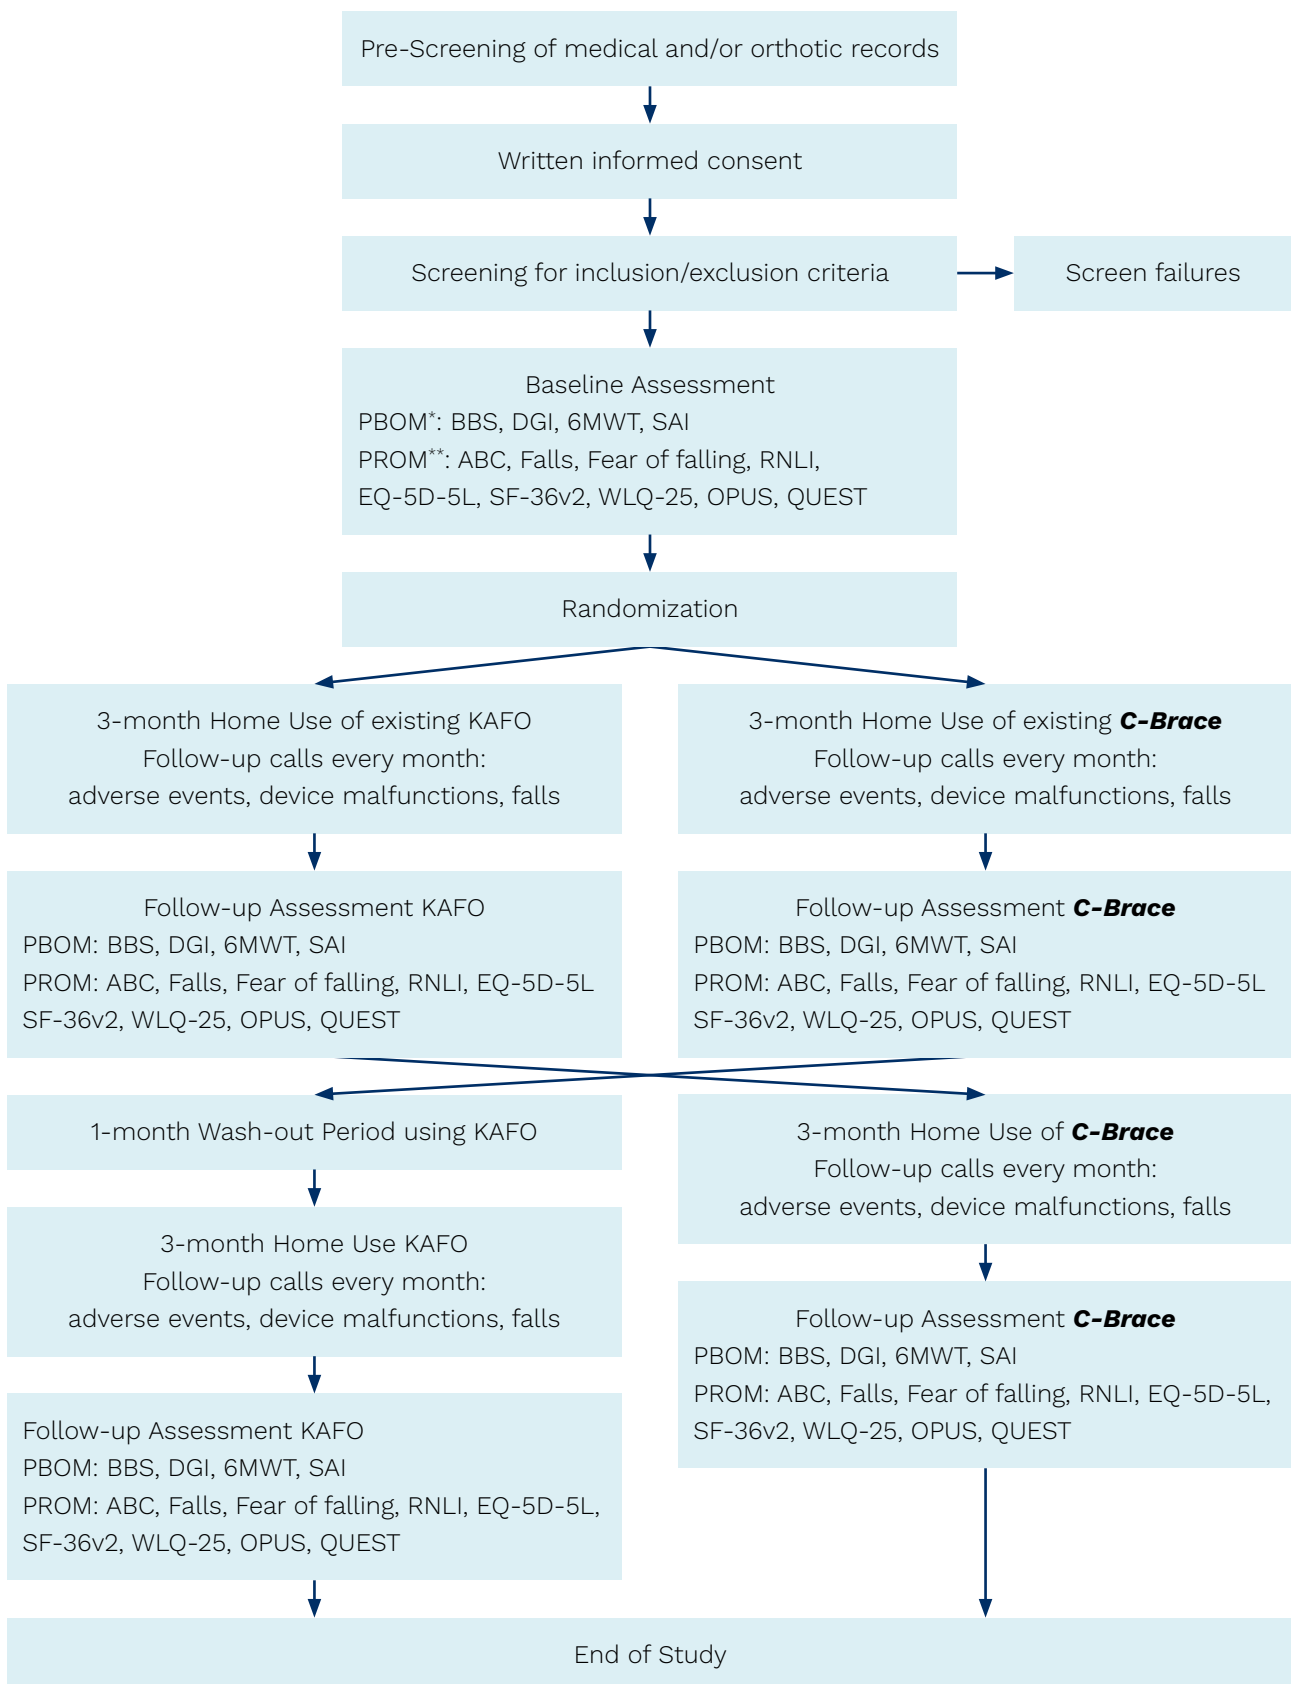 Pre-Screening of medical and/or orthotic records
Written informed consent
Screening for inclusion/exclusion criteria
Screen failures
Baseline Assessment
PBOM*: BBS, DGI, 6MWT, SAI
PROM**: ABC, Falls, Fear of falling, RNLI,
EQ-5D-5L, SF-36v2, WLQ-25, OPUS, QUEST
Randomization
3-month Home Use of existing KAFO
Follow-up calls every month:
adverse events, device malfunctions, falls
3-month Home Use of existing C-Brace
Follow-up calls every month:
adverse events, device malfunctions, falls
Follow-up Assessment KAFO
PBOM: BBS, DGI, 6MWT, SAI
PROM: ABC, Falls, Fear of falling, RNLI, EQ-5D-5L
SF-36v2, WLQ-25, OPUS, QUEST
Follow-up Assessment C-Brace
PBOM: BBS, DGI, 6MWT, SAI
PROM: ABC, Falls, Fear of falling, RNLI, EQ-5D-5L
SF-36v2, WLQ-25, OPUS, QUEST
1-month Wash-out Period using KAFO
3-month Home Use KAFO
Follow-up calls every month:
adverse events, device malfunctions, falls
Follow-up Assessment KAFO
PBOM: BBS, DGI, 6MWT, SAI
PROM: ABC, Falls, Fear of falling, RNLI, EQ-5D-5L,
SF-36v2, WLQ-25, OPUS, QUEST
3-month Home Use of C-Brace
Follow-up calls every month:
adverse events, device malfunctions, falls
Follow-up Assessment C-Brace
PBOM: BBS, DGI, 6MWT, SAI
PROM: ABC, Falls, Fear of falling, RNLI, EQ-5D-5L,
SF-36v2, WLQ-25, OPUS, QUEST
End of Study